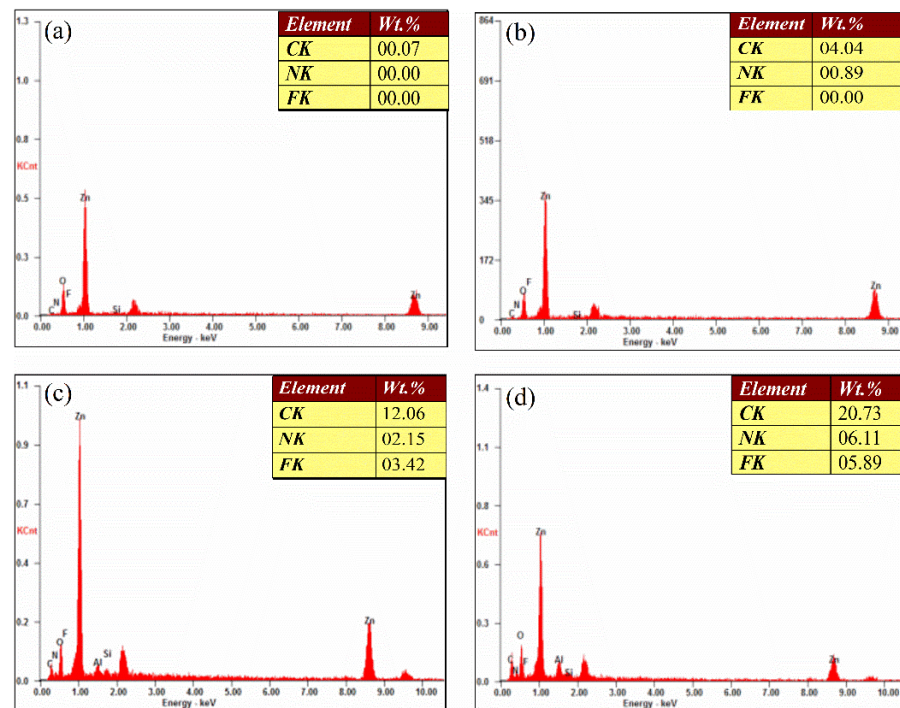 (a)
Element Wt.%
CK 00.07
NK 00.00
FK 00.00
1.3
1.0
0.8
KCnt
0.5
0.3
0.0
Zn
O
F
N
C
Si
Zn
0.00 1.00 2.00 3.00 4.00 5.00 6.00 7.00 8.00 9.00
Energy - keV
(b)
Element Wt.%
CK 04.04
NK 00.89
FK 00.00
864
691
518
345
172
0
Zn
F
O
N
C
Si
Zn
0.00 1.00 2.00 3.00 4.00 5.00 6.00 7.00 8.00 9.00
Energy - keV
(c)
Element Wt.%
CK 12.06
NK 02.15
FK 03.42
1.1
0.9
0.7
KCnt
0.4
0.2
0.0
Zn
F
O
N
C
Al
Si
Zn
0.00 1.00 2.00 3.00 4.00 5.00 6.00 7.00 8.00 9.00 10.00
Energy - keV
(d)
Element Wt.%
CK 20.73
NK 06.11
FK 05.89
1.4
1.1
0.8
KCnt
0.6
0.3
0.0
Zn
O
C
F
N
Al
Si
Zn
0.00 1.00 2.00 3.00 4.00 5.00 6.00 7.00 8.00 9.00 10.00
Energy - keV